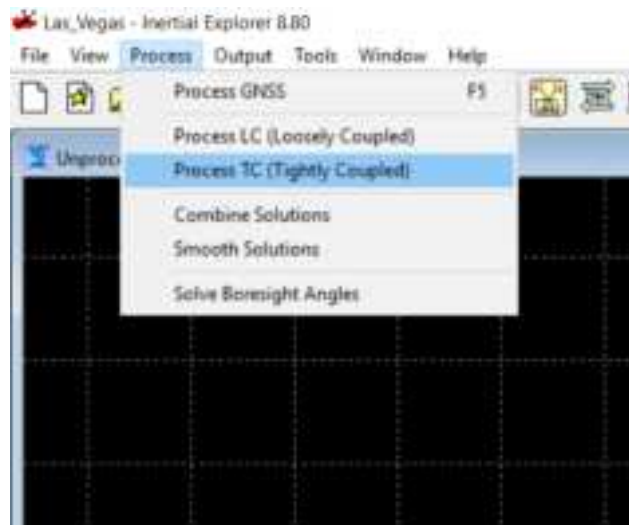 Las_Vegas - Inertial Explorer 8.80
File View Process Output Tools Window Help
Process GNSS F5
Process LC (Loosely Coupled)
Unproc
Process TC (Tightly Coupled)
Combine Solutions
Smooth Solutions
Solve Boresight Angles